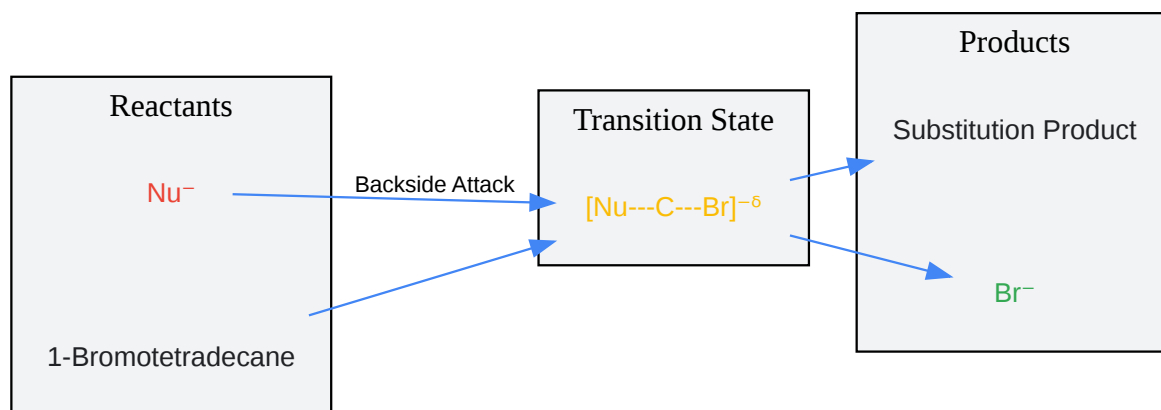 Reactants
Nu⁻
1-Bromotetradecane
Backside Attack
Transition State
[Nu---C---Br]⁻ᵟ
Products
Substitution Product
Br⁻